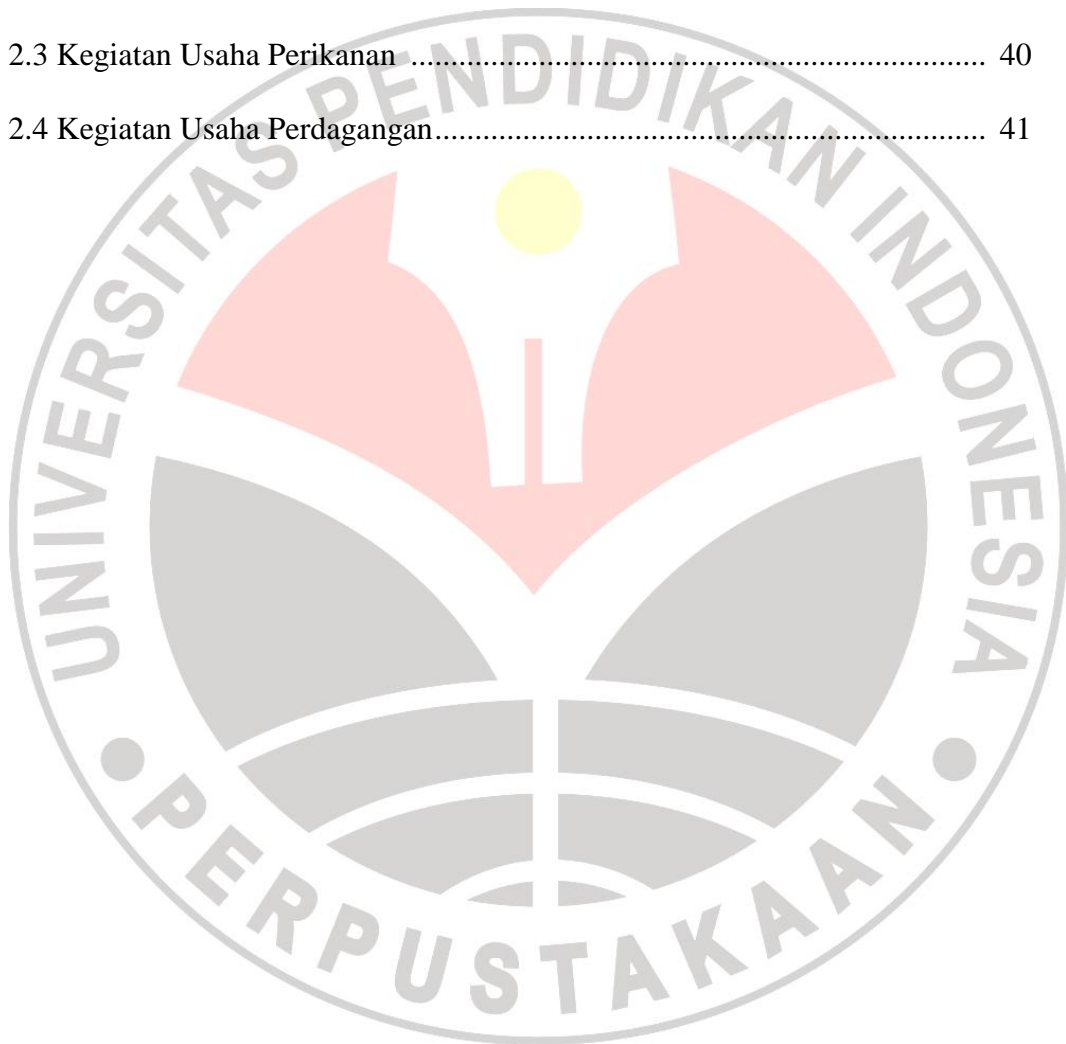 2.3 Kegiatan Usaha Perikanan ....................................................................................... 40
2.4 Kegiatan Usaha Perdagangan................................................................................... 41
UNIVERSITAS PENDIDIKAN INDONESIA
PERPUSTAKAAN